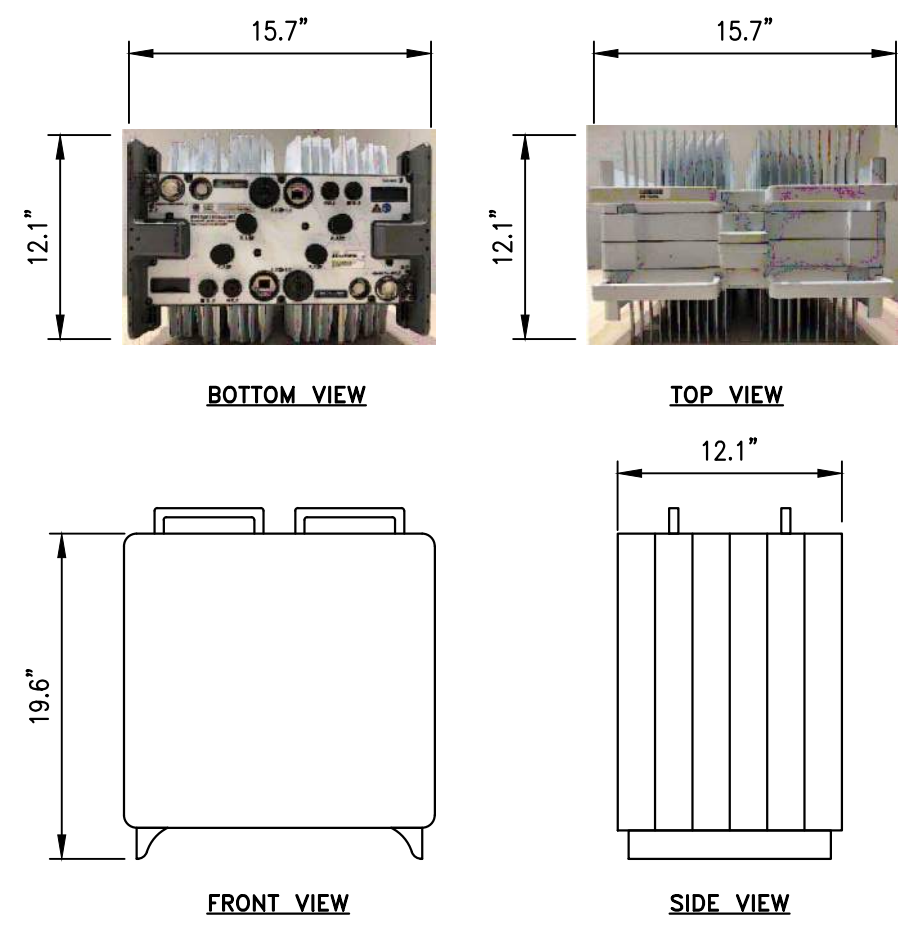 15.7"
15.7"
12.1"
12.1"
BOTTOM VIEW
TOP VIEW
12.1"
19.6"
FRONT VIEW
SIDE VIEW